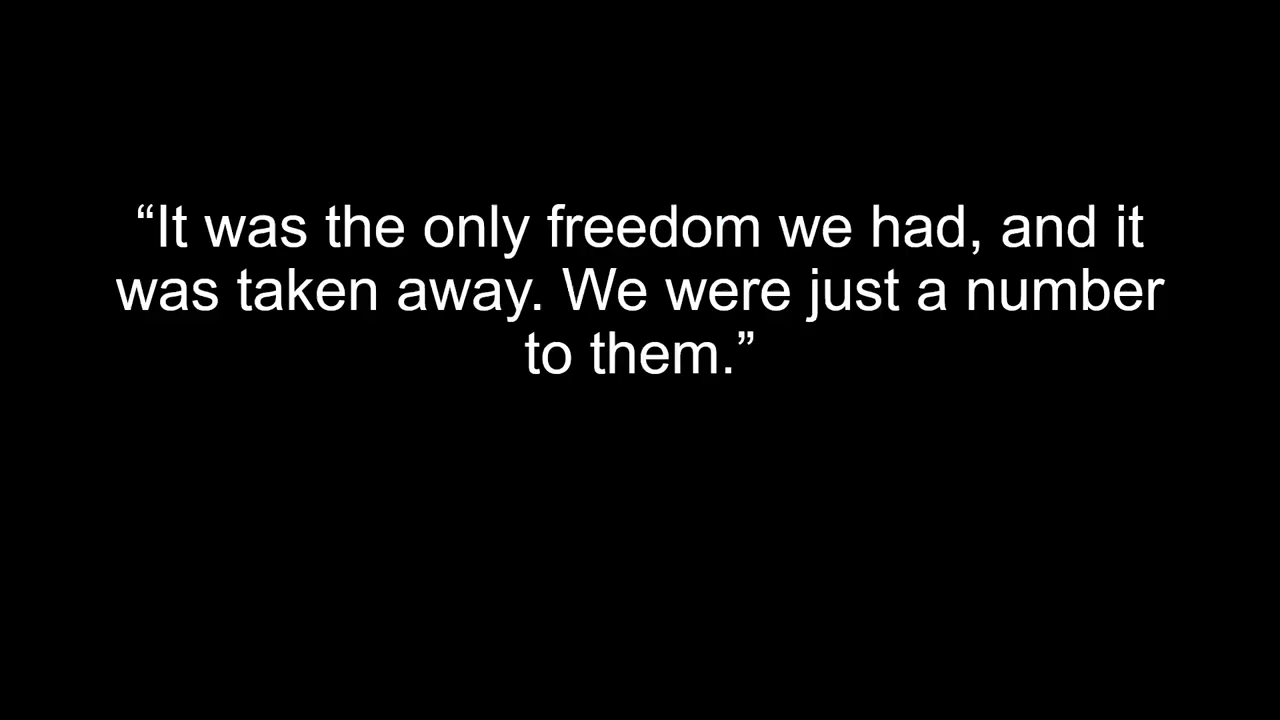 “It was the only freedom we had, and it
was taken away. We were just a number
to them.”